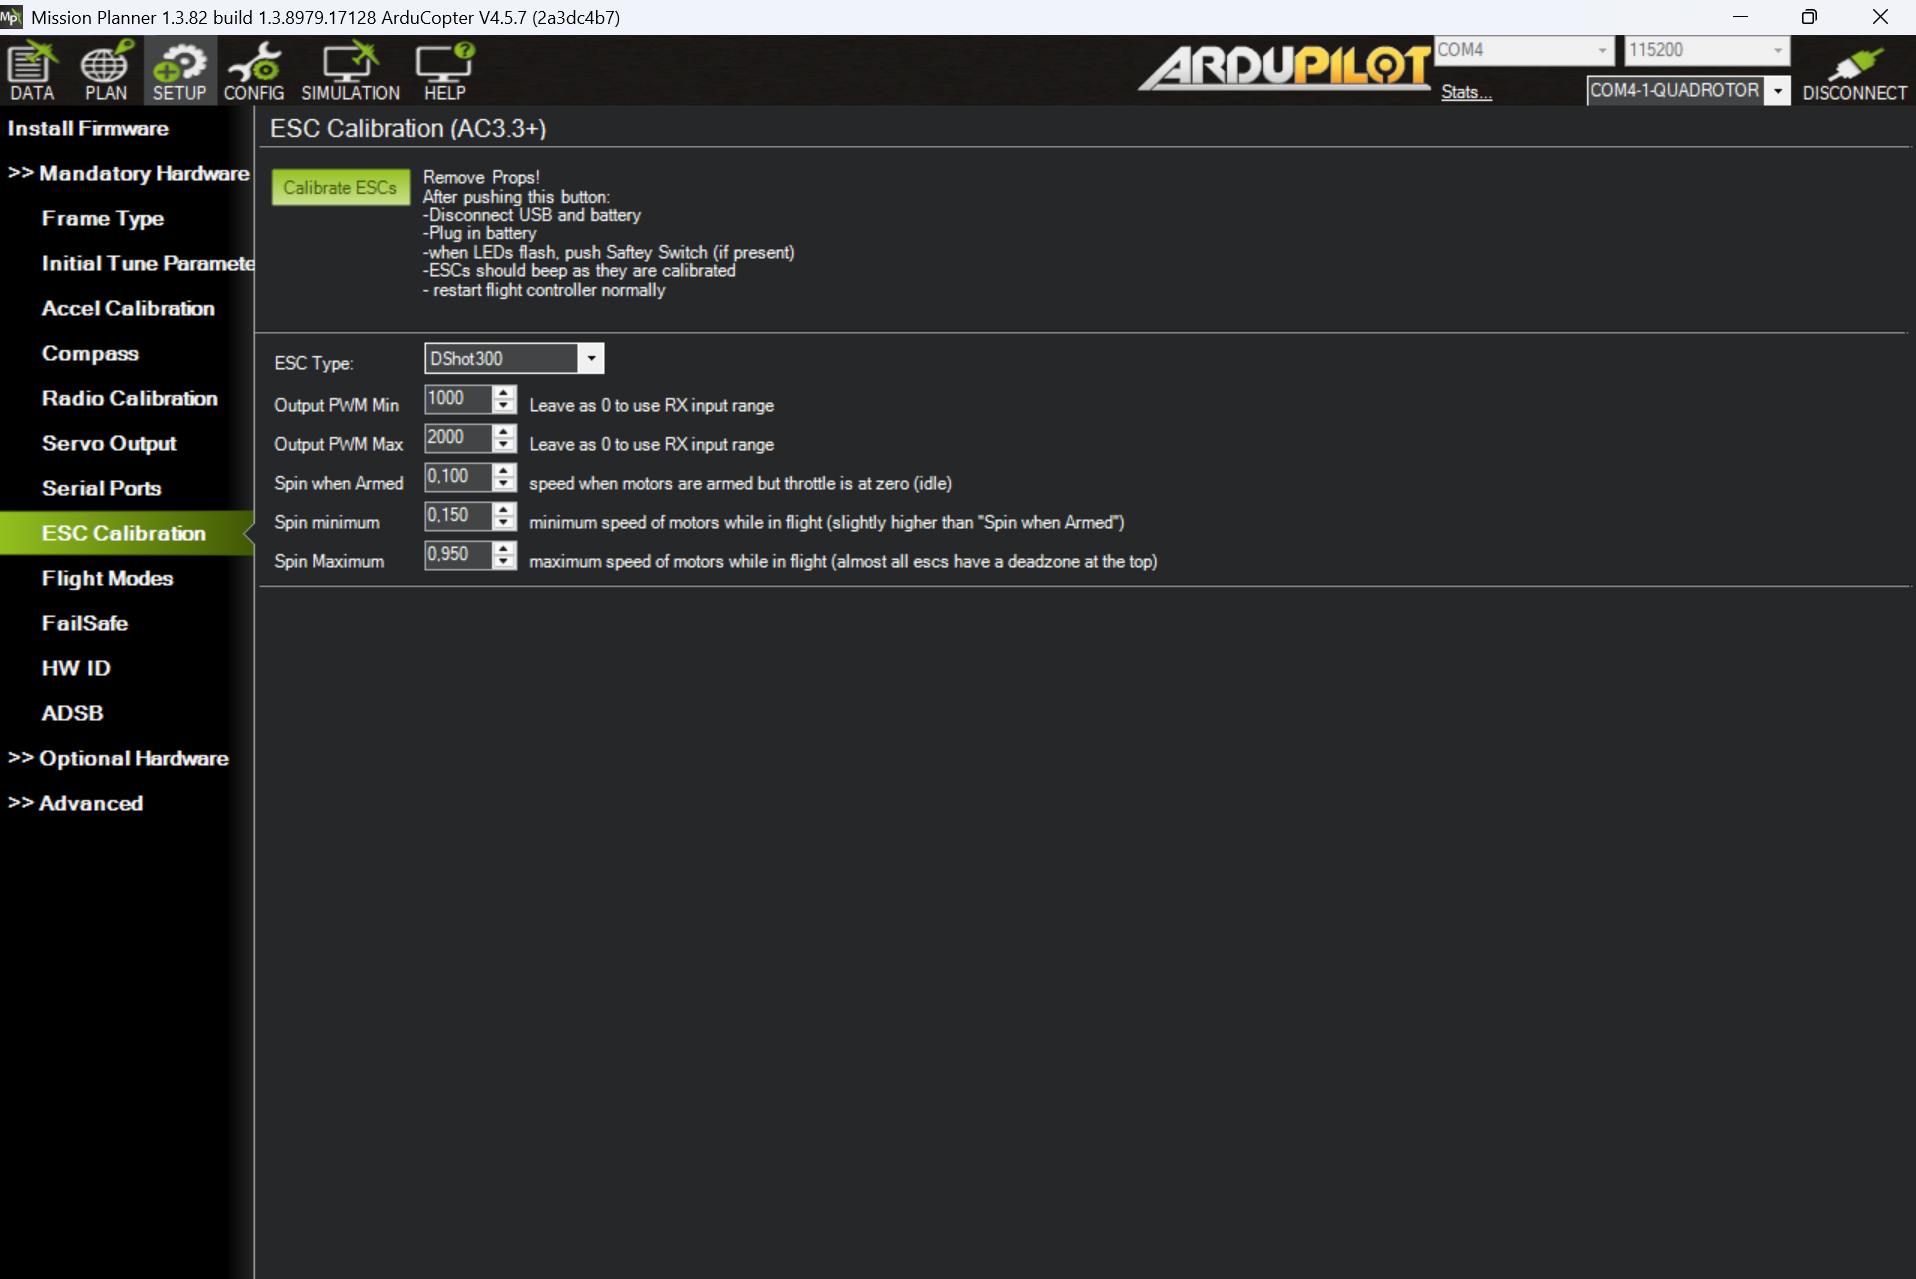 Mission Planner 1.3.82 build 1.3.8979.17128 ArduCopter V4.5.7 (2a3dc4b7)
DATA
PLAN
SETUP
CONFIG
SIMULATION
HELP
ARDUPILOT
COM4
115200
Stats...
COM4-1-QUADROTOR
DISCONNECT
Install Firmware
>> Mandatory Hardware
Frame Type
Initial Tune Paramete
Accel Calibration
Compass
Radio Calibration
Servo Output
Serial Ports
ESC Calibration
Flight Modes
FailSafe
HW ID
ADSB
>> Optional Hardware
>> Advanced
ESC Calibration (AC3.3+)
Calibrate ESCs
Remove Props!
After pushing this button:
-Disconnect USB and battery
-Plug in battery
-when LEDs flash, push Saftey Switch (if present)
-ESCs should beep as they are calibrated
- restart flight controller normally
ESC Type: DShot300
Output PWM Min 1000 Leave as 0 to use RX input range
Output PWM Max 2000 Leave as 0 to use RX input range
Spin when Armed 0,100 speed when motors are armed but throttle is at zero (idle)
Spin minimum 0,150 minimum speed of motors while in flight (slightly higher than "Spin when Armed")
Spin Maximum 0,950 maximum speed of motors while in flight (almost all escs have a deadzone at the top)